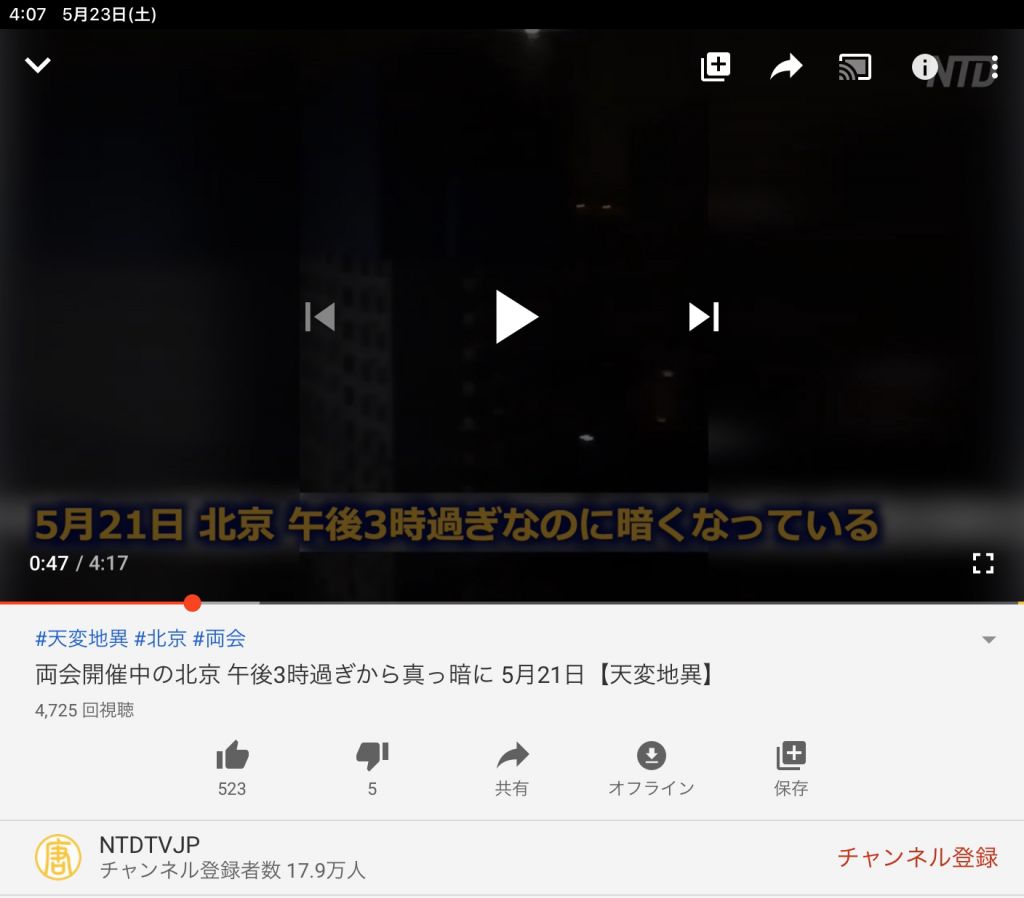 4:07 5月23日(土)
NTD
5月21日 北京 午後3時過ぎなのに暗くなっている
0:47 / 4:17
#天変地異 #北京 #両会
両会開催中の北京 午後3時過ぎから真っ暗に 5月21日【天変地異】
4,725 回視聴
523
5
共有
オフライン
保存
唐
NTDTVJP
チャンネル登録者数 17.9万人
チャンネル登録